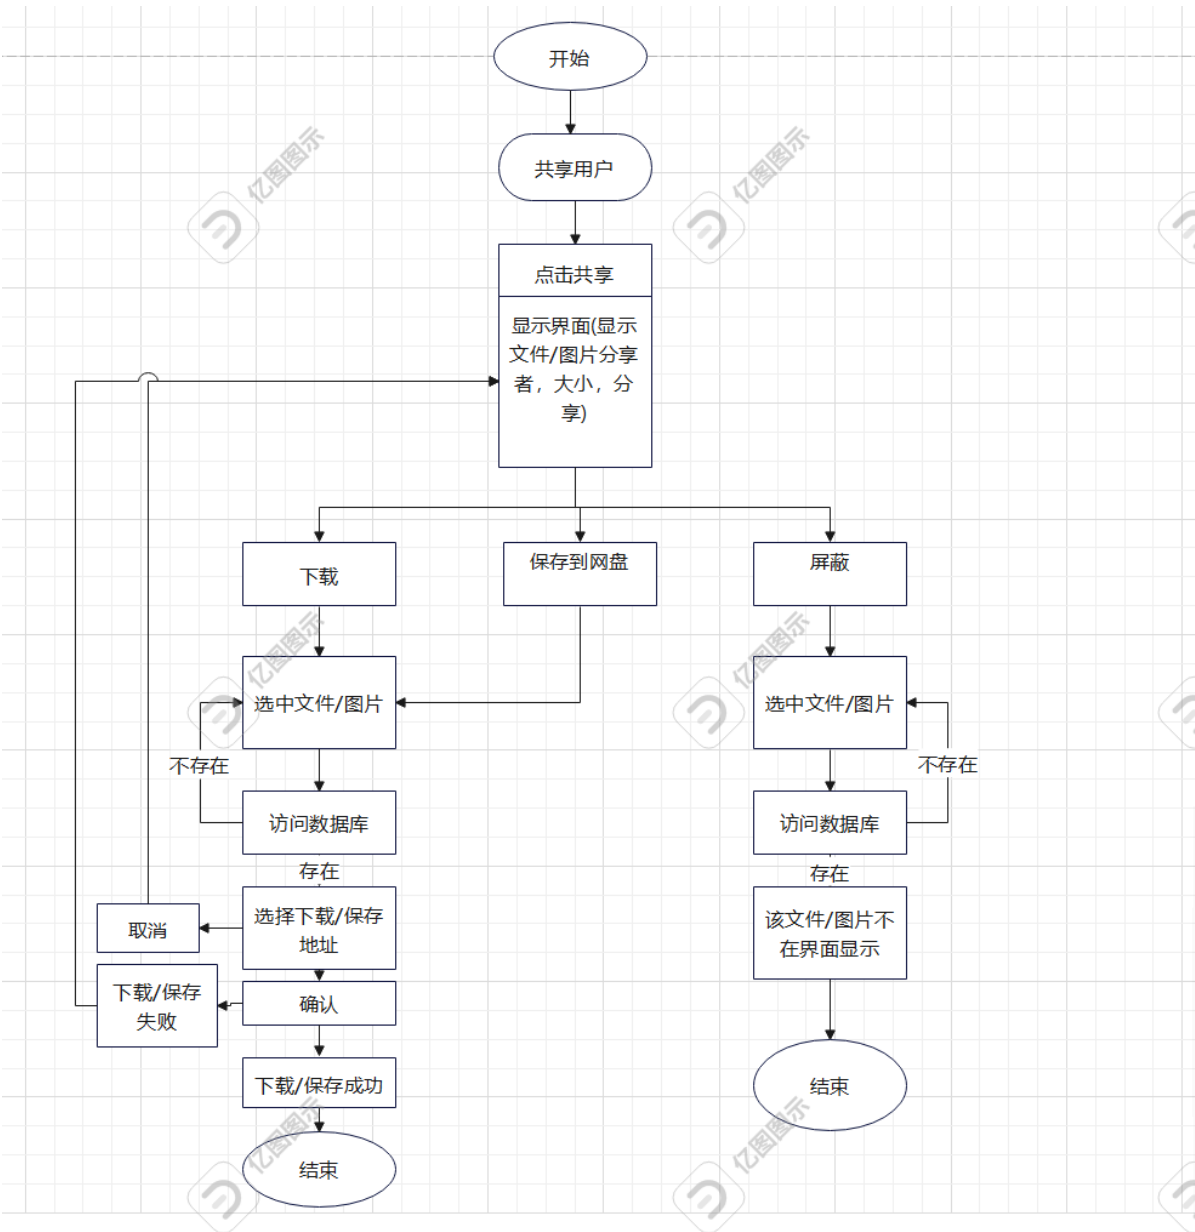 开始
亿图图示
亿图图示
共享用户
点击共享
显示界面(显示
文件/图片分享
者，大小，分
享)
下载
保存到网盘
屏蔽
亿图图示
亿图图示
选中文件/图片
选中文件/图片
不存在
不存在
访问数据库
访问数据库
存在
存在
选择下载/保存
地址
取消
该文件/图片不
在界面显示
下载/保存
失败
确认
下载/保存成功
结束
亿图图示
亿图图示
结束